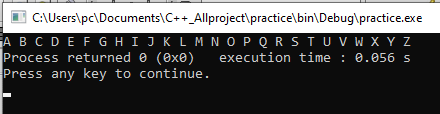 C:\Users\pc\Documents\C++_Allproject\practice\bin\Debug\practice.exe
A B C D E F G H I J K L M N O P Q R S T U V W X Y Z
Process returned 0 (0x0)   execution time : 0.056 s
Press any key to continue.